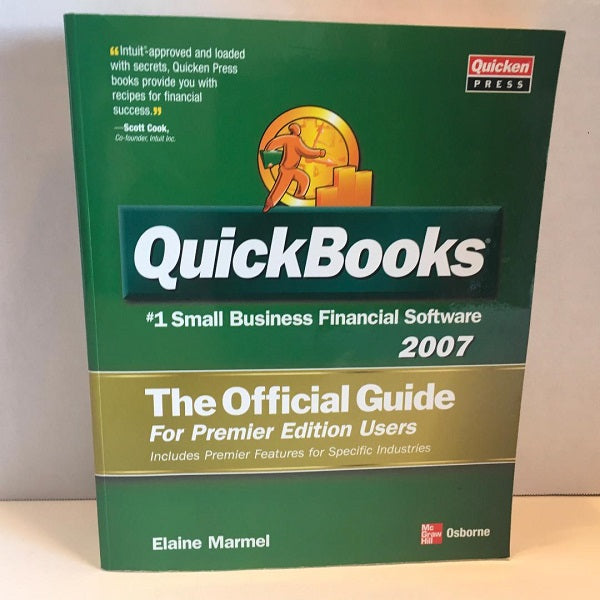 “Intuit®-approved and loaded
with secrets, Quicken Press
books provide you with
recipes for financial
success.”
—Scott Cook,
Co-founder, Intuit Inc.
Quicken
PRESS
QuickBooks®
#1 Small Business Financial Software
2007
The Official Guide
For Premier Edition Users
Includes Premier Features for Specific Industries
Elaine Marmel
Mc
Graw
Hill
Osborne